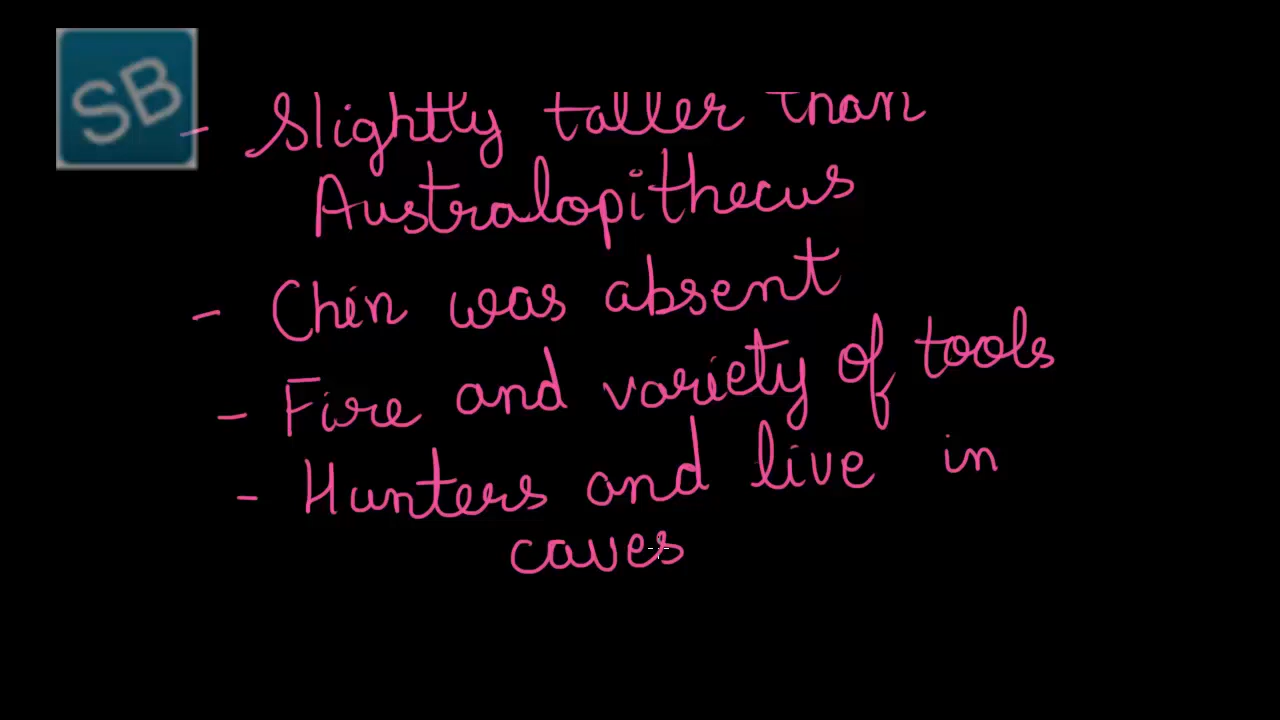 SB
- Slightly taller than
Australopithecus
- Chin was absent
- Fire and variety of tools
- Hunters and live in
caves